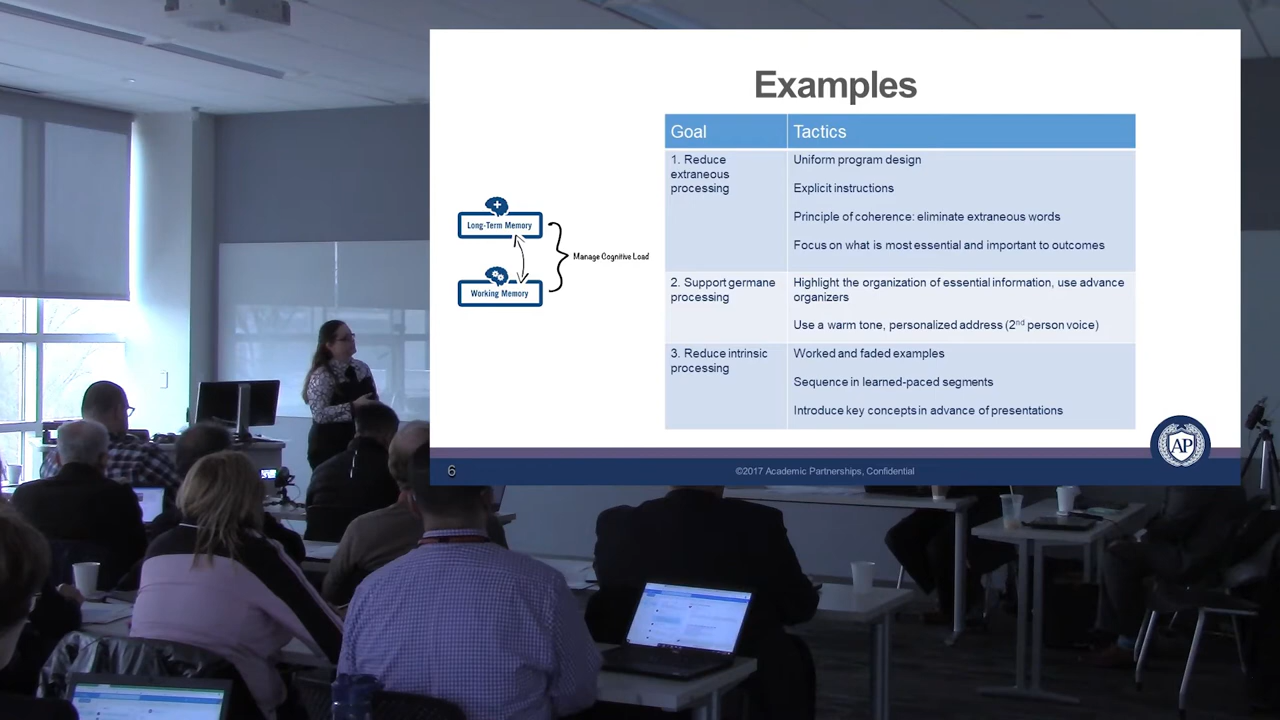 Examples
Goal Tactics
1. Reduce
extraneous
processing
Uniform program design
Explicit instructions
Principle of coherence: eliminate extraneous words
Focus on what is most essential and important to outcomes
2. Support germane
processing
Highlight the organization of essential information, use advance
organizers
Use a warm tone, personalized address (2nd person voice)
3. Reduce intrinsic
processing
Worked and faded examples
Sequence in learned-paced segments
Introduce key concepts in advance of presentations
Long-Term Memory
Manage Cognitive Load
Working Memory
AP
6
©2017 Academic Partnerships, Confidential